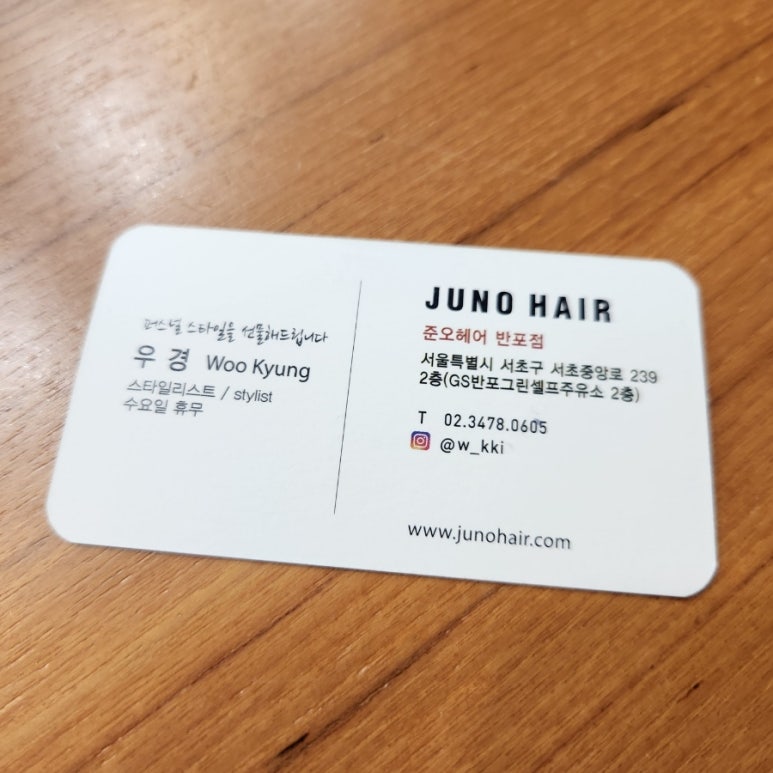 퍼스널 스타일을 선물해드립니다
우 경 Woo Kyung
스타일리스트 / stylist
수요일 휴무
JUNO HAIR
준오헤어 반포점
서울특별시 서초구 서초중앙로 239
2층(GS반포그린셀프주유소 2층)
T 02.3478.0605
@w_kki
www.junohair.com